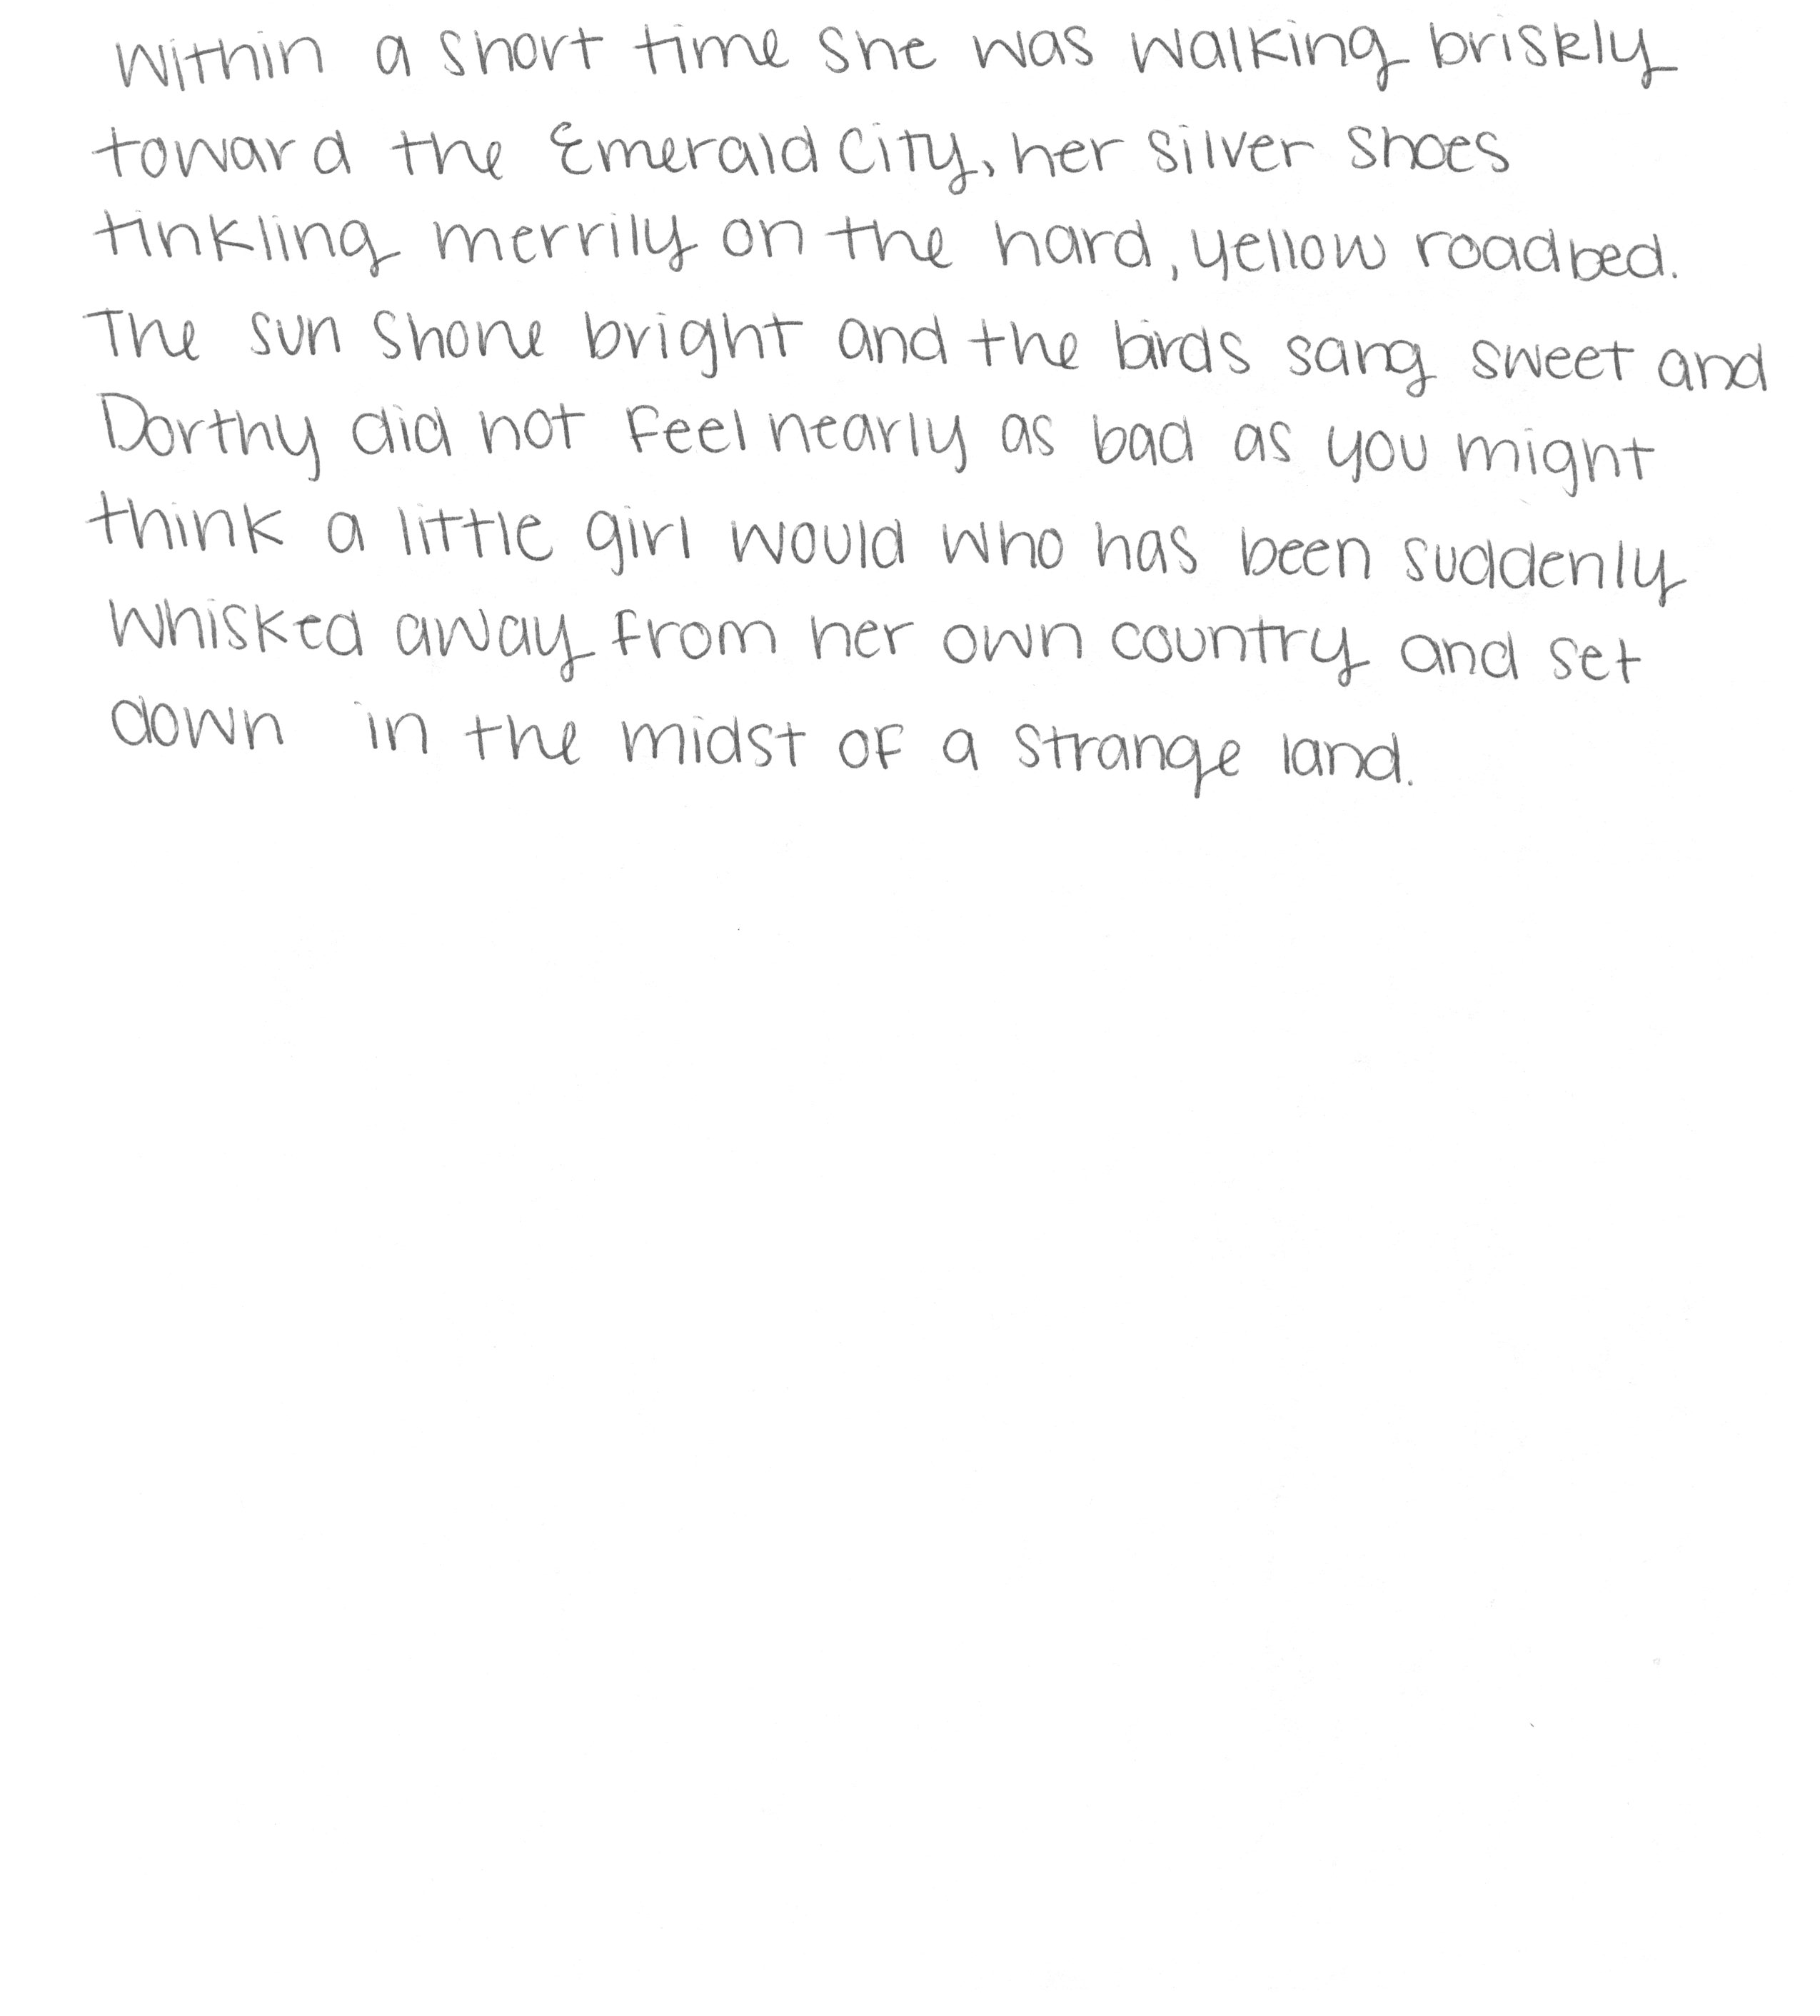 Within a short time she was walking briskly
toward the Emerald City, her silver shoes
tinkling merrily on the hard, yellow roadbed.
The sun shone bright and the birds sang sweet and
Dorthy did not feel nearly as bad as you might
think a little girl would who has been suddenly
whisked away from her own country and set
down in the midst of a strange land.